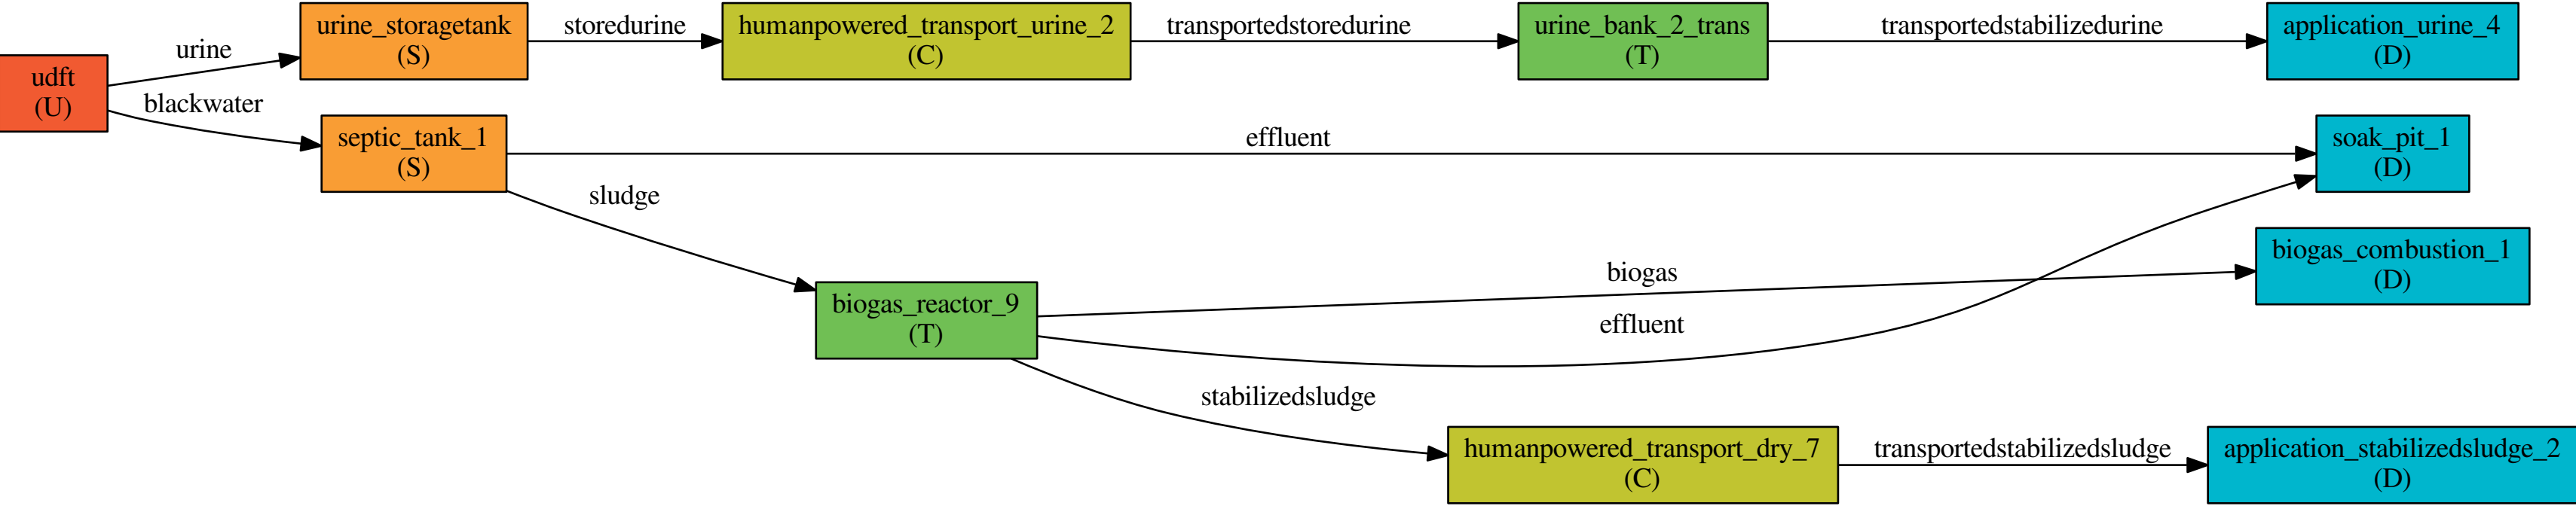 udft
(U)
urine
blackwater
urine_storagetank
(S)
storedurine
humanpowered_transport_urine_2
(C)
transportedstoredurine
urine_bank_2_trans
(T)
transportedstabilizedurine
application_urine_4
(D)
septic_tank_1
(S)
effluent
soak_pit_1
(D)
sludge
biogas_reactor_9
(T)
biogas
biogas_combustion_1
(D)
effluent
stabilizedsludge
humanpowered_transport_dry_7
(C)
transportedstabilizedsludge
application_stabilizedsludge_2
(D)